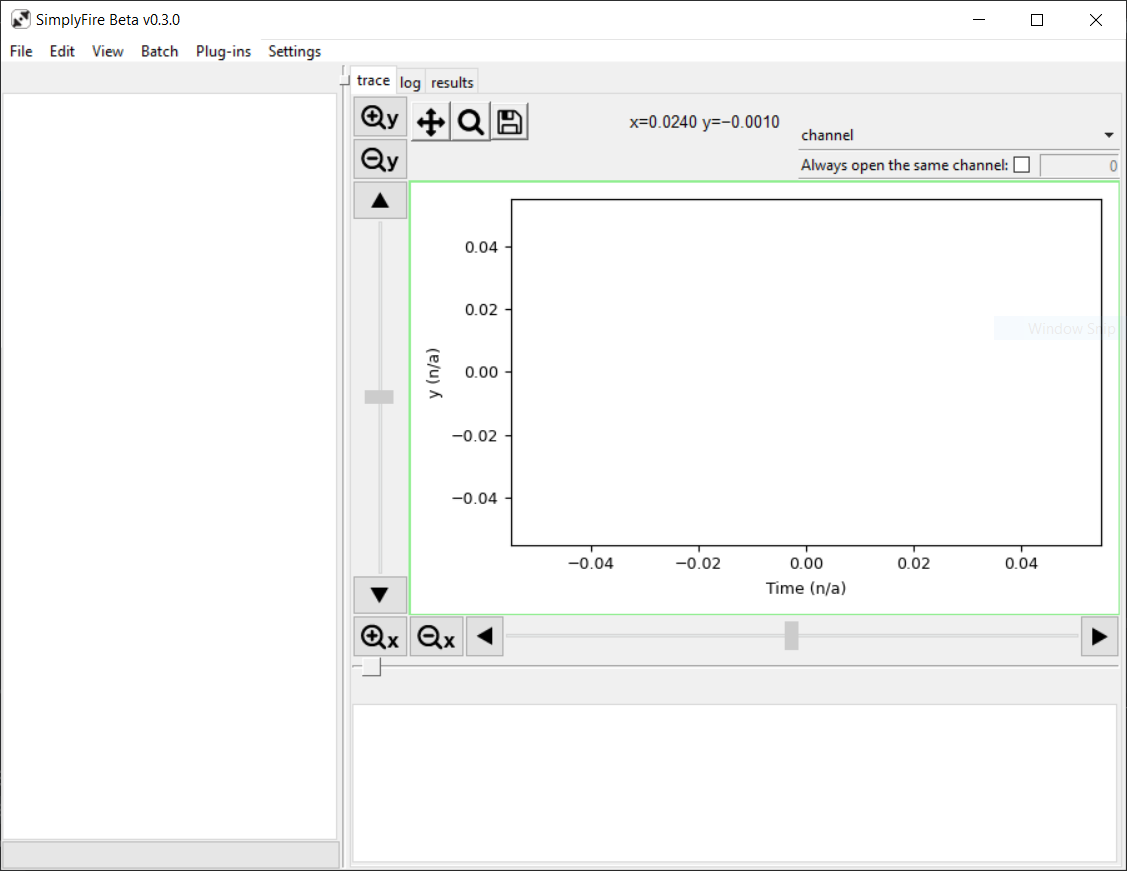 SimplyFire Beta v0.3.0
File Edit View Batch Plug-ins Settings
trace log results
y
x=0.0240 y=−0.0010
channel
y
Always open the same channel: 0
0.04
0.02
Window Snip
0.00
y (n/a)
−0.02
−0.04
−0.04 −0.02 0.00 0.02 0.04
Time (n/a)
x x